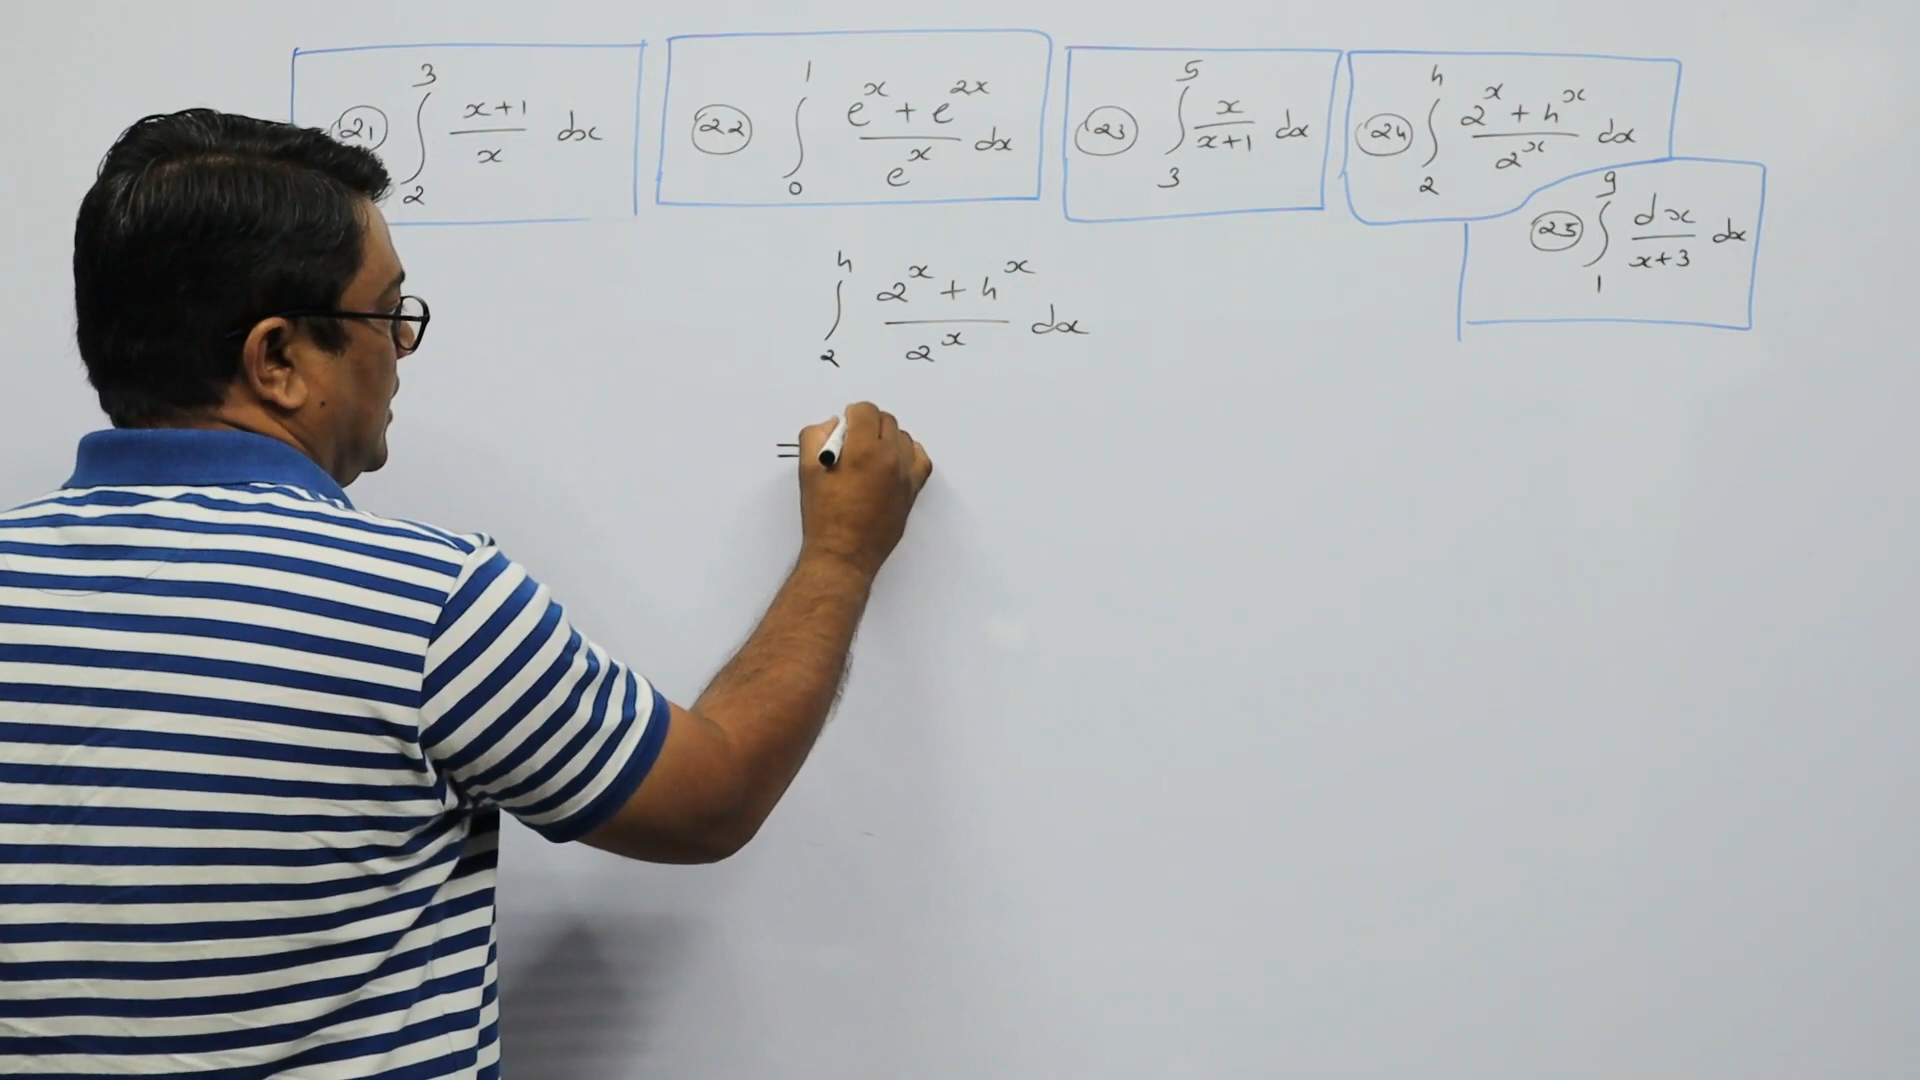 (21) ∫₂³ (x+1)/x dx
(22) ∫₀¹ (eˣ + e²ˣ)/eˣ dx
(23) ∫₃⁵ x/(x+1) dx
(24) ∫₂⁴ (2ˣ + 4ˣ)/2ˣ dx
(25) ∫₁⁹ dx/(x+3) dx
∫₂⁴ (2ˣ + 4ˣ)/2ˣ dx
=